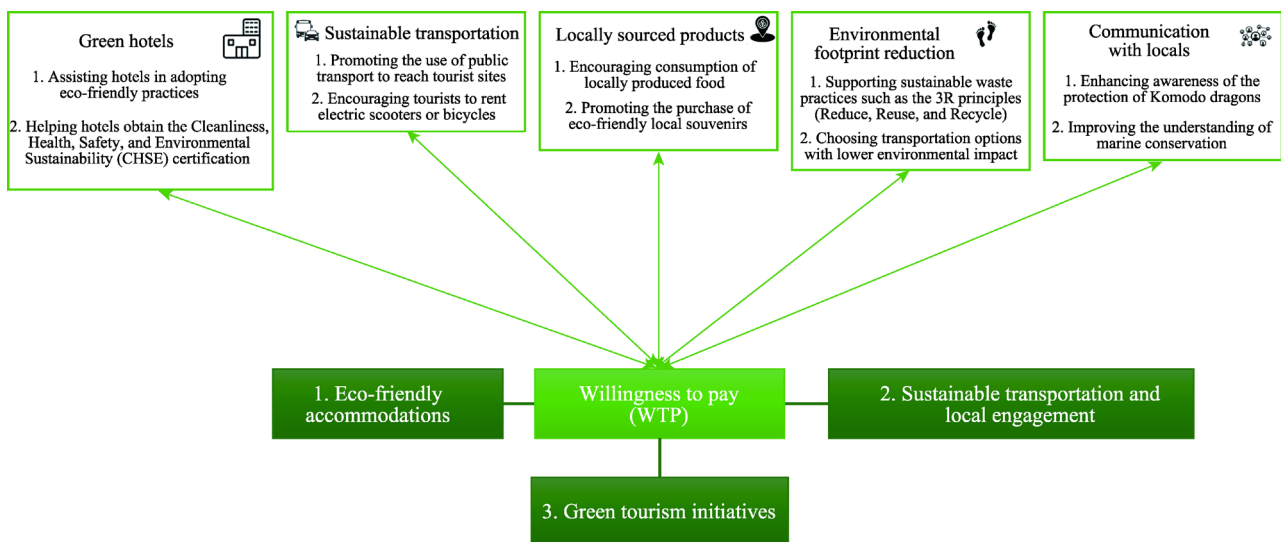 Green hotels
1. Assisting hotels in adopting
eco-friendly practices
2. Helping hotels obtain the Cleanliness,
Health, Safety, and Environmental
Sustainability (CHSE) certification
Sustainable transportation
1. Promoting the use of public
transport to reach tourist sites
2. Encouraging tourists to rent
electric scooters or bicycles
Locally sourced products
1. Encouraging consumption of
locally produced food
2. Promoting the purchase of
eco-friendly local souvenirs
Environmental
footprint reduction
1. Supporting sustainable waste
practices such as the 3R principles
(Reduce, Reuse, and Recycle)
2. Choosing transportation options
with lower environmental impact
Communication
with locals
1. Enhancing awareness of the
protection of Komodo dragons
2. Improving the understanding of
marine conservation
1. Eco-friendly
accommodations
Willingness to pay
(WTP)
2. Sustainable transportation and
local engagement
3. Green tourism initiatives